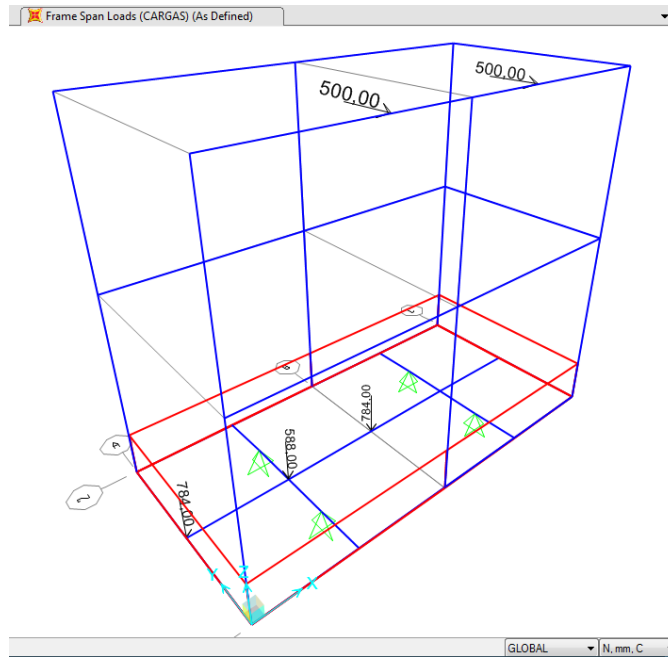 Frame Span Loads (CARGAS) (As Defined)
500,00
500,00
784,00
588,00
784,00
X
GLOBAL
N, mm, C